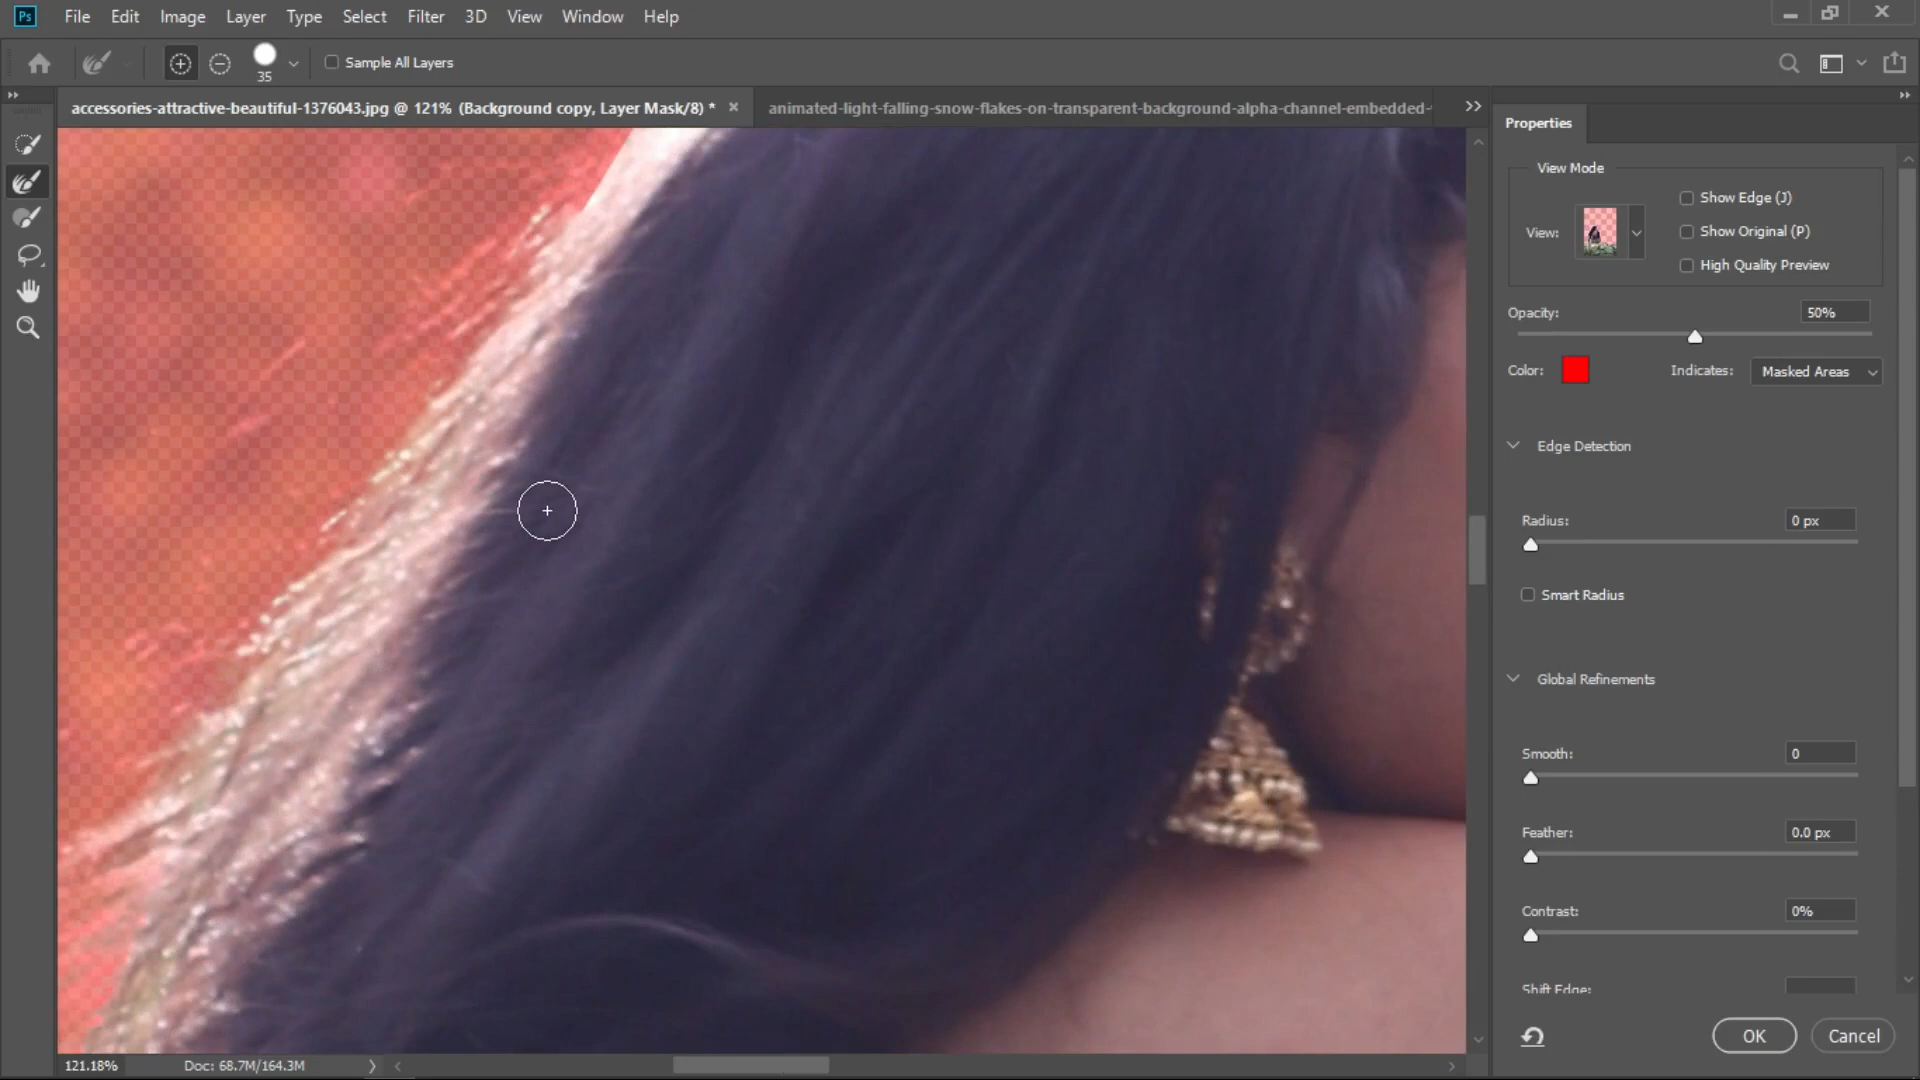 Ps File Edit Image Layer Type Select Filter 3D View Window Help
35 Sample All Layers
accessories-attractive-beautiful-1376043.jpg @ 121% (Background copy, Layer Mask/8) * animated-light-falling-snow-flakes-on-transparent-background-alpha-channel-embedded-
Properties
View Mode
Show Edge (J)
View:
Show Original (P)
High Quality Preview
Opacity: 50%
Color: Indicates: Masked Areas
Edge Detection
Radius: 0 px
Smart Radius
Global Refinements
Smooth: 0
Feather: 0.0 px
Contrast: 0%
Shift Edge:
OK Cancel
121.18% Doc: 68.7M/164.3M